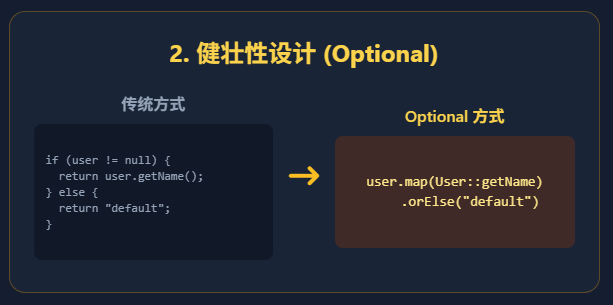 2. 健壮性设计 (Optional)
传统方式
if (user != null) {
  return user.getName();
} else {
  return "default";
}
Optional 方式
user.map(User::getName)
    .orElse("default")